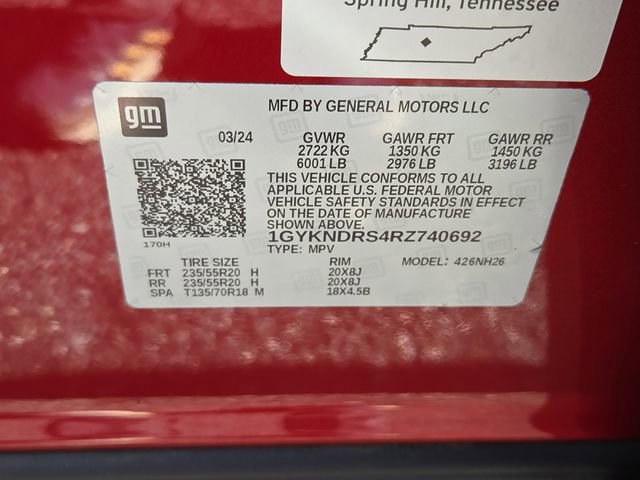 Spring Hill, Tennessee
gm
MFD BY GENERAL MOTORS LLC
03/24 GVWR GAWR FRT GAWR RR
2722 KG 1350 KG 1450 KG
6001 LB 2976 LB 3196 LB
THIS VEHICLE CONFORMS TO ALL
APPLICABLE U.S. FEDERAL MOTOR
VEHICLE SAFETY STANDARDS IN EFFECT
ON THE DATE OF MANUFACTURE
SHOWN ABOVE.
1GYKNDRS4RZ740692
170H
TYPE: MPV
TIRE SIZE RIM MODEL: 426NH26
FRT 235/55R20 H 20X8J
RR 235/55R20 H 20X8J
SPA T135/70R18 M 18X4.5B